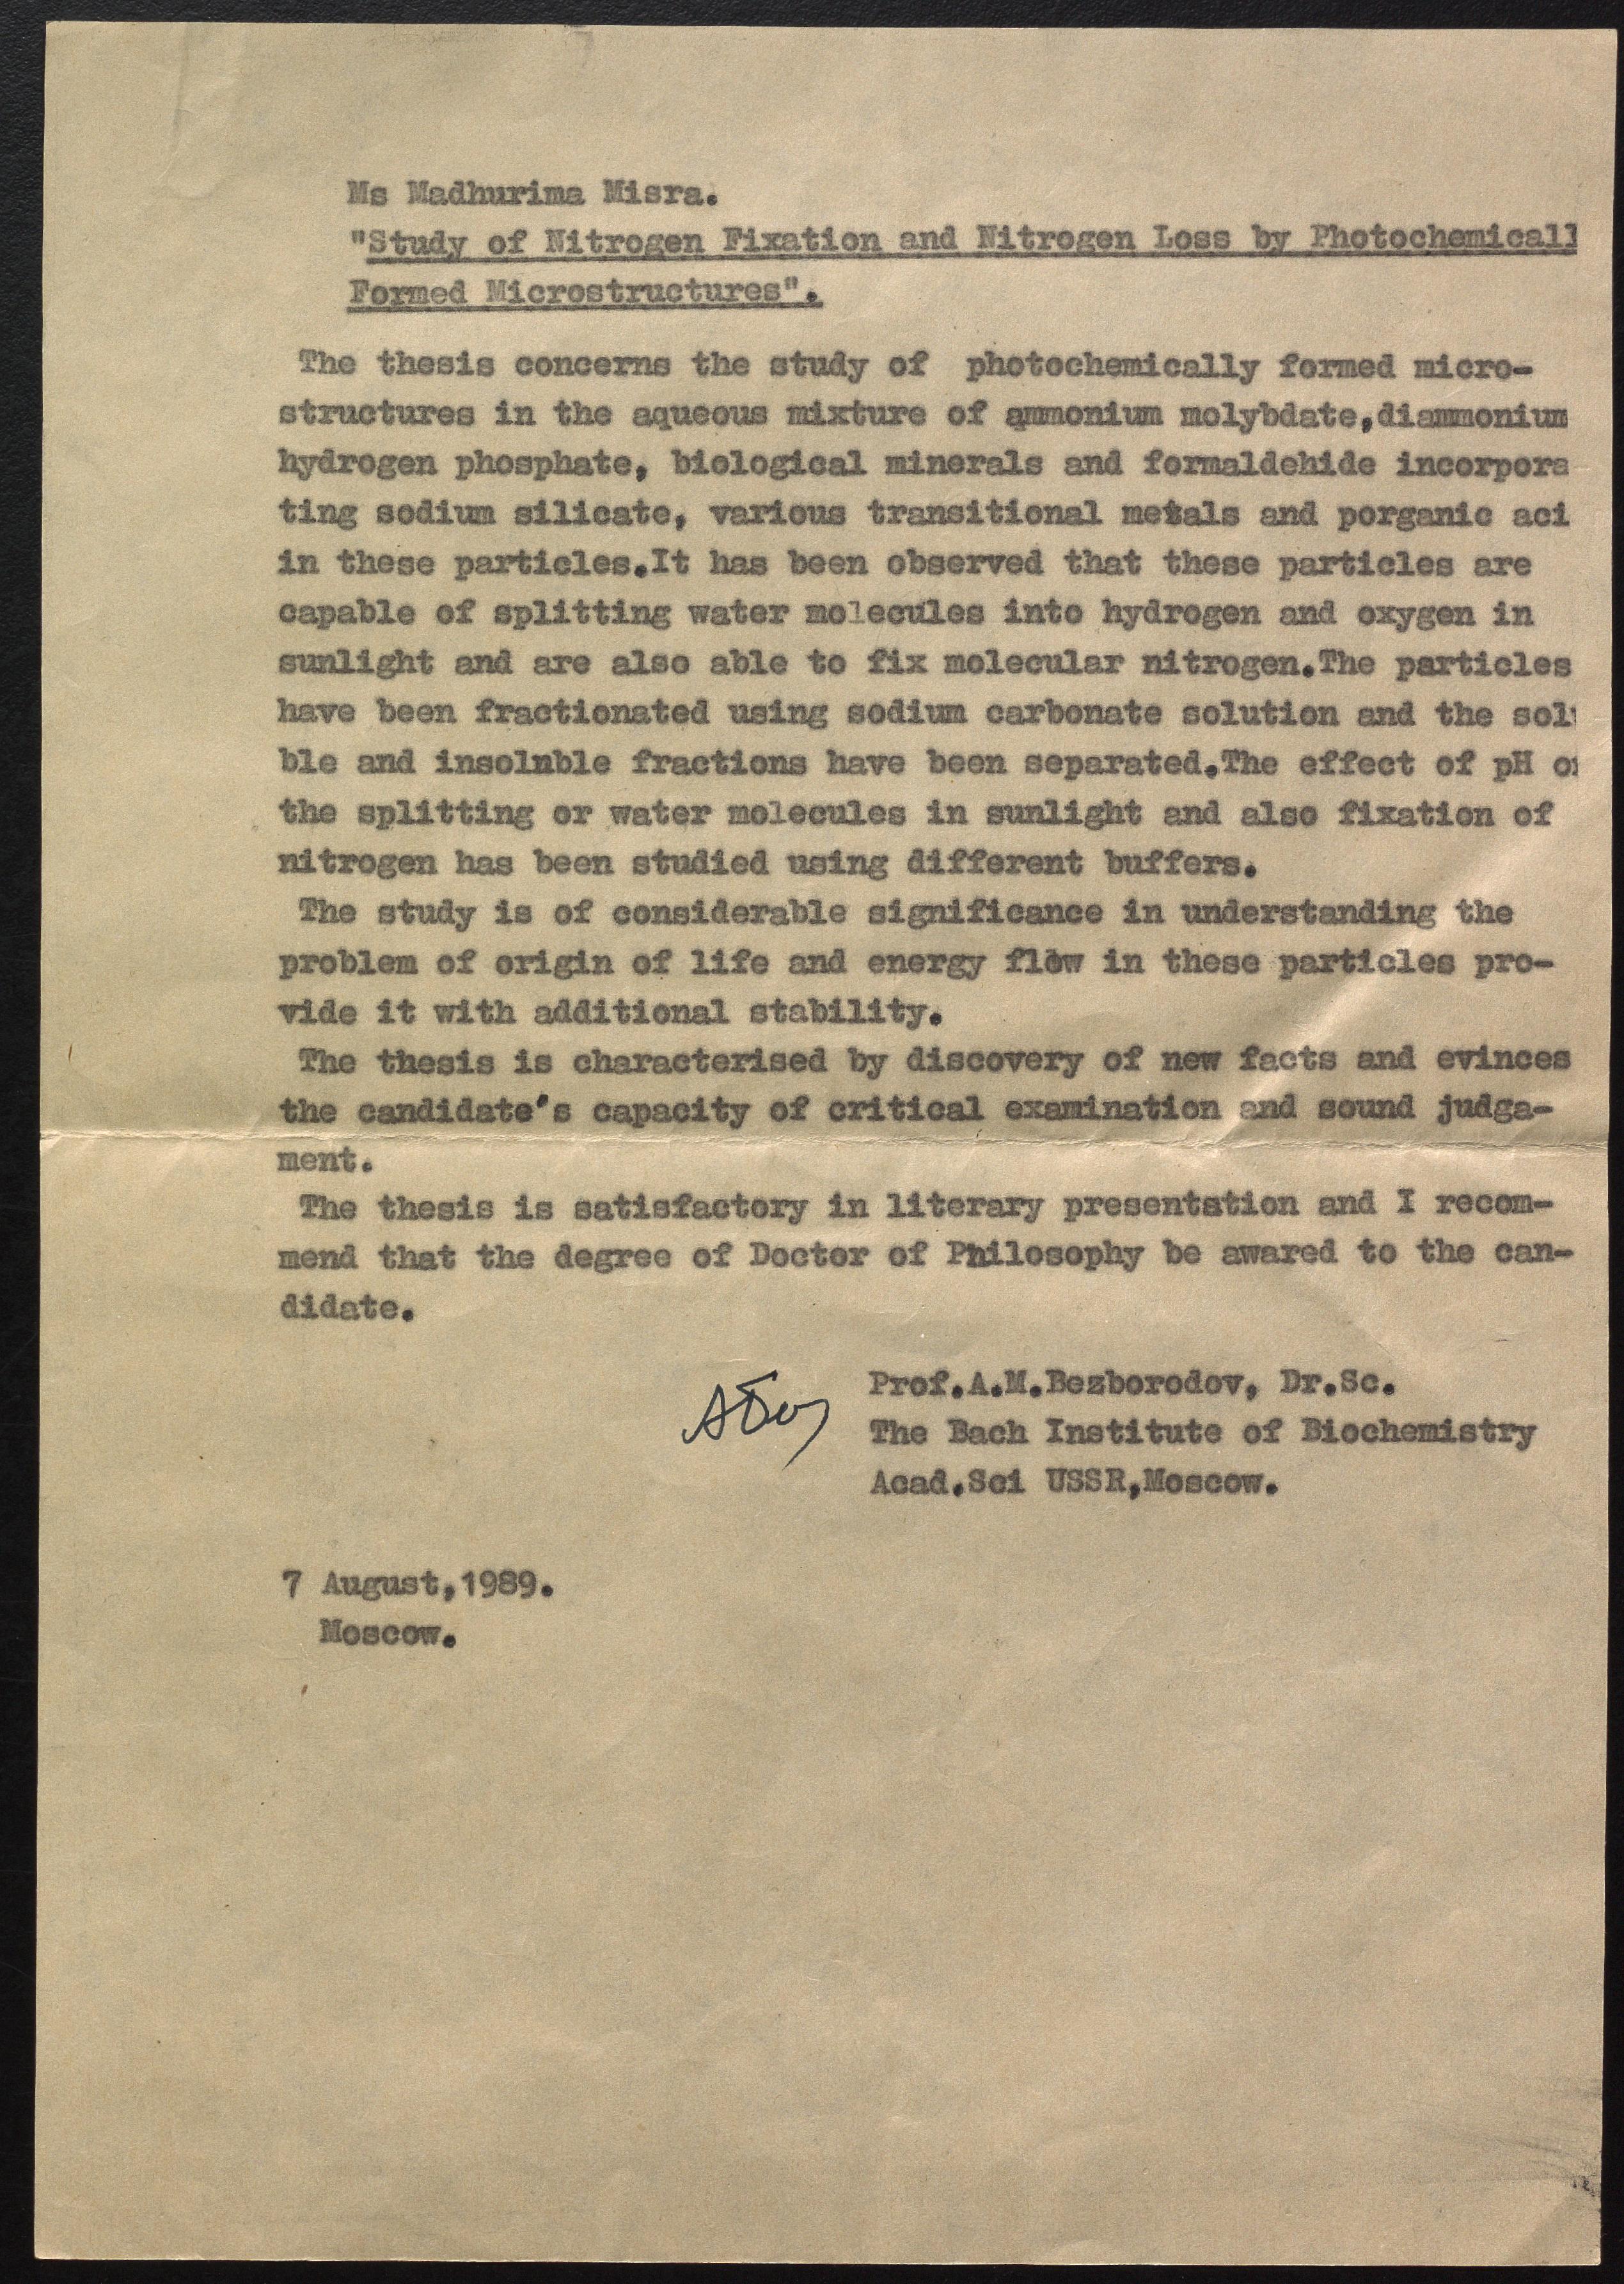 Ms Madhurima Misra.
"Study of Nitrogen Fixation and Nitrogen Loss by Photochemicall
Formed Microstructures".
The thesis concerns the study of photochemically formed micro-
structures in the aqueous mixture of ammonium molybdate,diammonium
hydrogen phosphate, biological minerals and formaldehide incorpora
ting sodium silicate, various transitional metals and porganic aci
in these particles.It has been observed that these particles are
capable of splitting water molecules into hydrogen and oxygen in
sunlight and are also able to fix molecular nitrogen.The particles
have been fractionated using sodium carbonate solution and the solu
ble and insolnble fractions have been separated.The effect of pH on
the splitting or water molecules in sunlight and also fixation of
nitrogen has been studied using different buffers.
The study is of considerable significance in understanding the
problem of origin of life and energy flow in these particles pro-
vide it with additional stability.
The thesis is characterised by discovery of new facts and evinces
the candidate's capacity of critical examination and sound judga-
ment.
The thesis is satisfactory in literary presentation and I recom-
mend that the degree of Doctor of Philosophy be awared to the can-
didate.
Prof.A.M.Bezborodov, Dr.Sc.
The Bach Institute of Biochemistry
Acad.Sci USSR,Moscow.
7 August,1989.
Moscow.